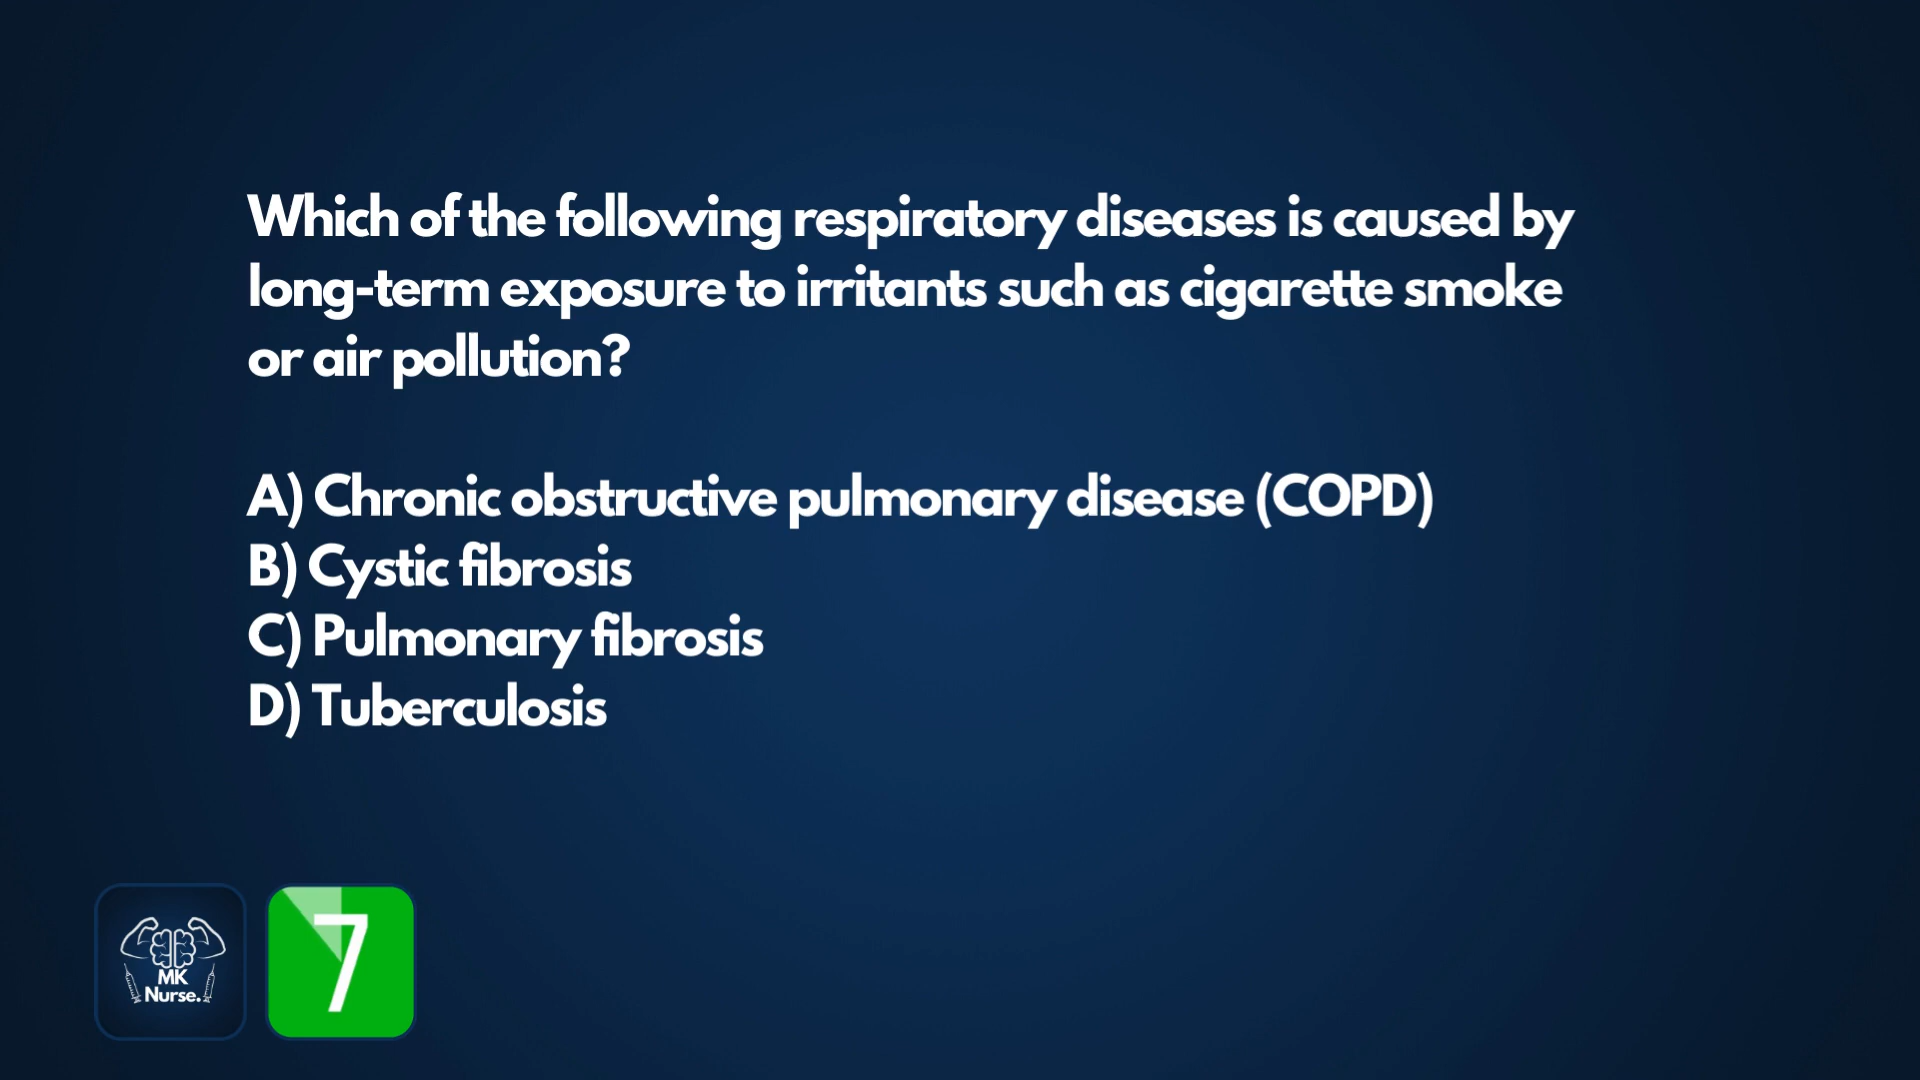 Which of the following respiratory diseases is caused by
long-term exposure to irritants such as cigarette smoke
or air pollution?
A) Chronic obstructive pulmonary disease (COPD)
B) Cystic fibrosis
C) Pulmonary fibrosis
D) Tuberculosis
MK
Nurse.
7